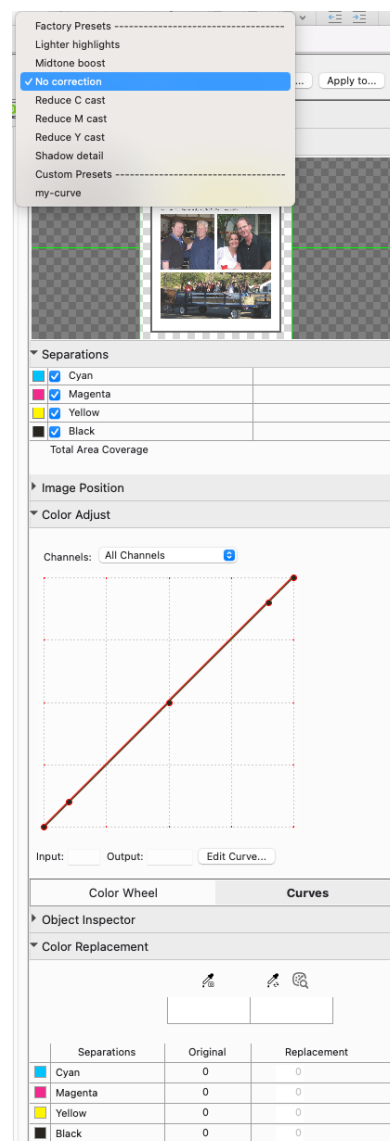 Factory Presets ----------------------------------
Lighter highlights
Midtone boost
✓ No correction
Reduce C cast
Reduce M cast
Reduce Y cast
Shadow detail
Custom Presets ----------------------------------
my-curve
... Apply to...
Separations
Cyan
Magenta
Yellow
Black
Total Area Coverage
Image Position
Color Adjust
Channels: All Channels
Input: Output: Edit Curve...
Color Wheel Curves
Object Inspector
Color Replacement
Separations Original Replacement
Cyan 0 0
Magenta 0 0
Yellow 0 0
Black 0 0